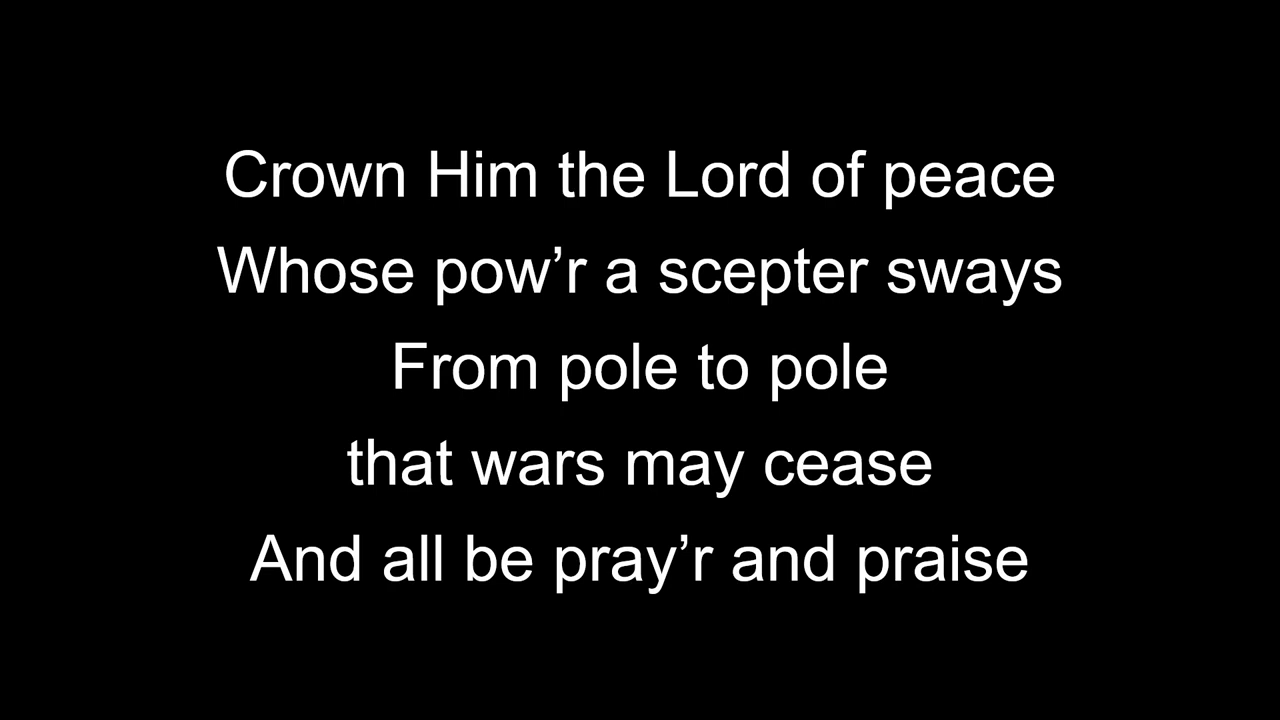 Crown Him the Lord of peace
Whose pow’r a scepter sways
From pole to pole
that wars may cease
And all be pray’r and praise